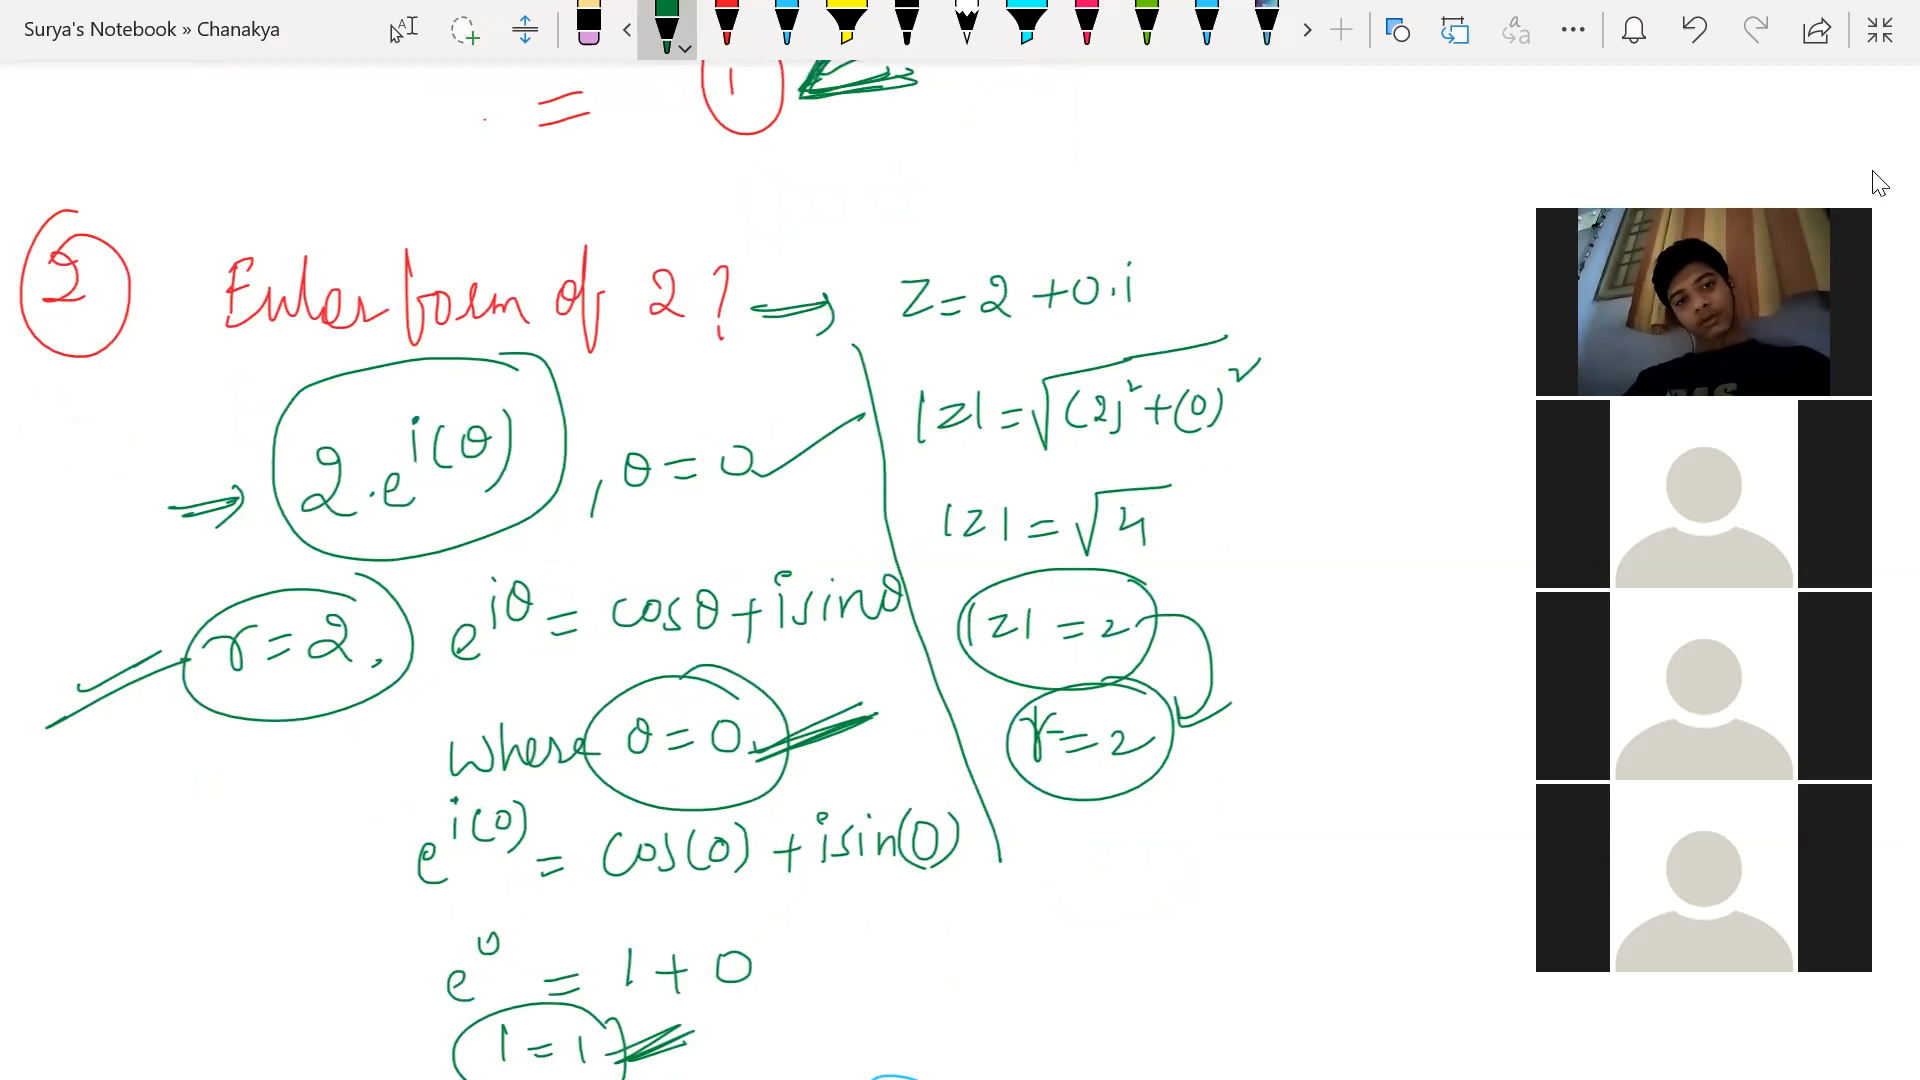 Surya's Notebook » Chanakya
= 1
2 Eular form of 2 ? ⟹ z = 2 + 0.i
⟹ 2.e^i(θ) , θ = 0
|z| = √(2)² + (0)²
|z| = √4
|z| = 2
r = 2
r = 2, e^iθ = cosθ + isinθ
where θ = 0
e^i(0) = cos(0) + isin(0)
e^0 = 1 + 0
1 = 1